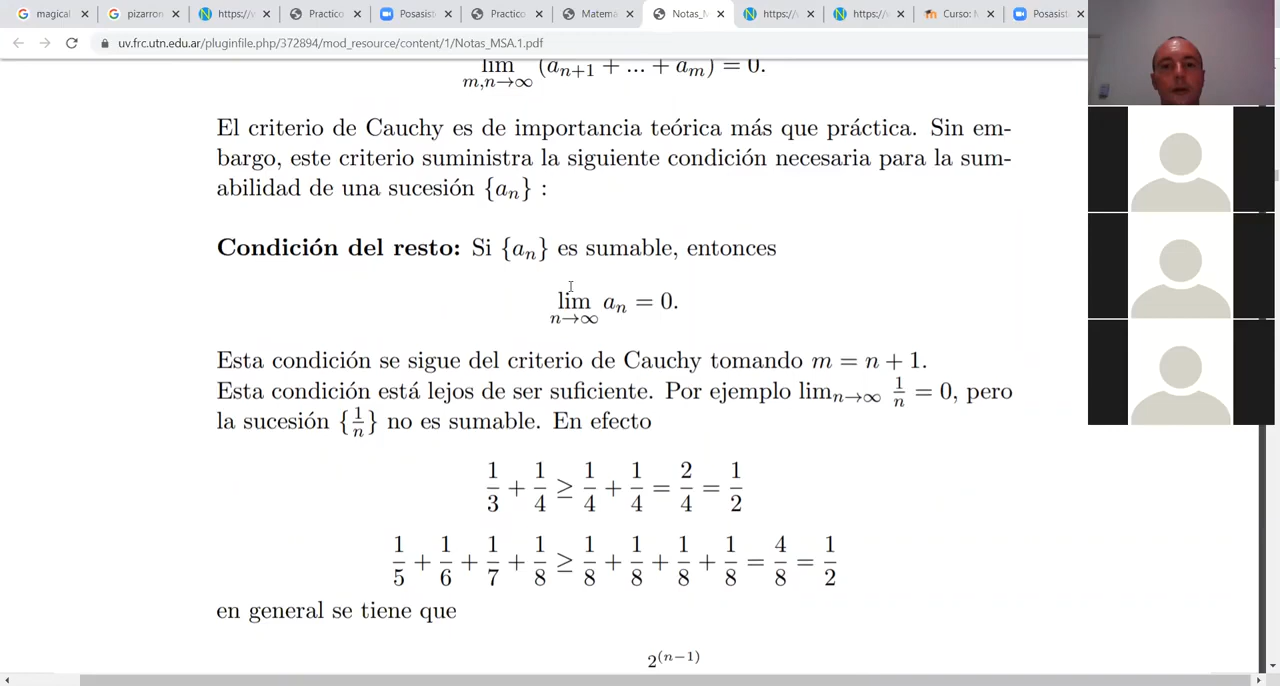 magical
pizarron
https://v
Practico
Posasist
Practico
Matemá
Notas_M
https://v
https://v
Curso: M
Posasist
uv.frc.utn.edu.ar/pluginfile.php/372894/mod_resource/content/1/Notas_MSA.1.pdf
lim_{m,n→∞} (a_{n+1} + ... + a_m) = 0.
El criterio de Cauchy es de importancia teórica más que práctica. Sin em-
bargo, este criterio suministra la siguiente condición necesaria para la sum-
abilidad de una sucesión {a_n} :
Condición del resto: Si {a_n} es sumable, entonces
lim_{n→∞} a_n = 0.
Esta condición se sigue del criterio de Cauchy tomando m = n + 1.
Esta condición está lejos de ser suficiente. Por ejemplo lim_{n→∞} 1/n = 0, pero
la sucesión {1/n} no es sumable. En efecto
1/3 + 1/4 ≥ 1/4 + 1/4 = 2/4 = 1/2
1/5 + 1/6 + 1/7 + 1/8 ≥ 1/8 + 1/8 + 1/8 + 1/8 = 4/8 = 1/2
en general se tiene que
2^{(n−1)}